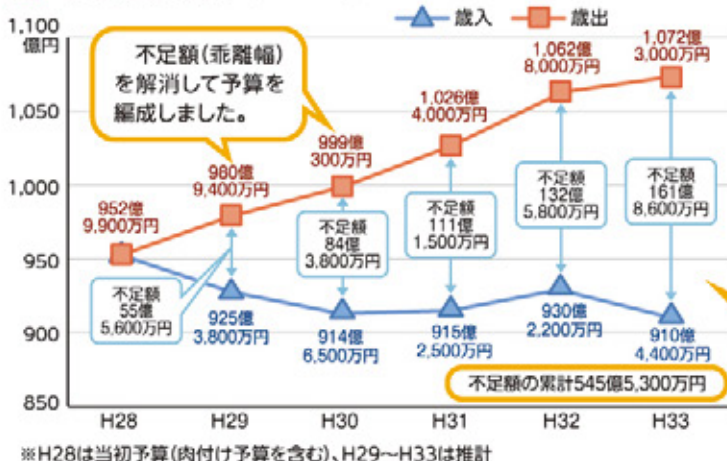 歳入 歳出
1,100
億円
1,050
1,000
950
900
850
不足額(乖離幅)
を解消して予算を
編成しました。
952億
9,900万円
980億
9,400万円
999億
300万円
1,026億
4,000万円
1,062億
8,000万円
1,072億
3,000万円
不足額
55億
5,600万円
不足額
84億
3,800万円
不足額
111億
1,500万円
不足額
132億
5,800万円
不足額
161億
8,600万円
925億
3,800万円
914億
6,500万円
915億
2,500万円
930億
2,200万円
910億
4,400万円
不足額の累計545億5,300万円
H28 H29 H30 H31 H32 H33
※H28は当初予算(肉付け予算を含む)、H29～H33は推計